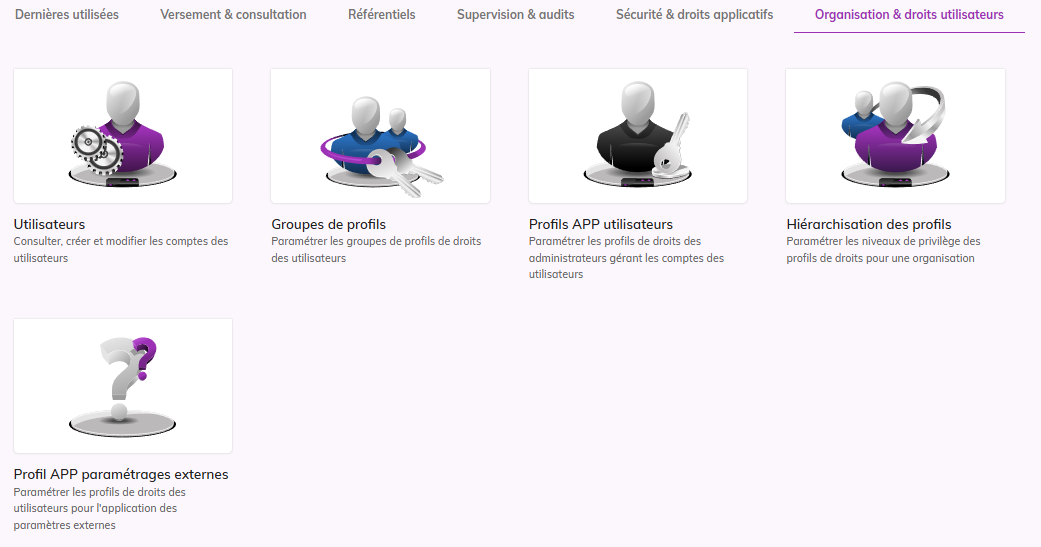 Dernières utilisées Versement & consultation Référentiels Supervision & audits Sécurité & droits applicatifs Organisation & droits utilisateurs
Utilisateurs
Consulter, créer et modifier les comptes des
utilisateurs
Groupes de profils
Paramétrer les groupes de profils de droits
des utilisateurs
Profils APP utilisateurs
Paramétrer les profils de droits des
administrateurs gérant les comptes des
utilisateurs
Hiérarchisation des profils
Paramétrer les niveaux de privilège des
profils de droits pour une organisation
Profil APP paramétrages externes
Paramétrer les profils de droits des
utilisateurs pour l'application des
paramètres externes